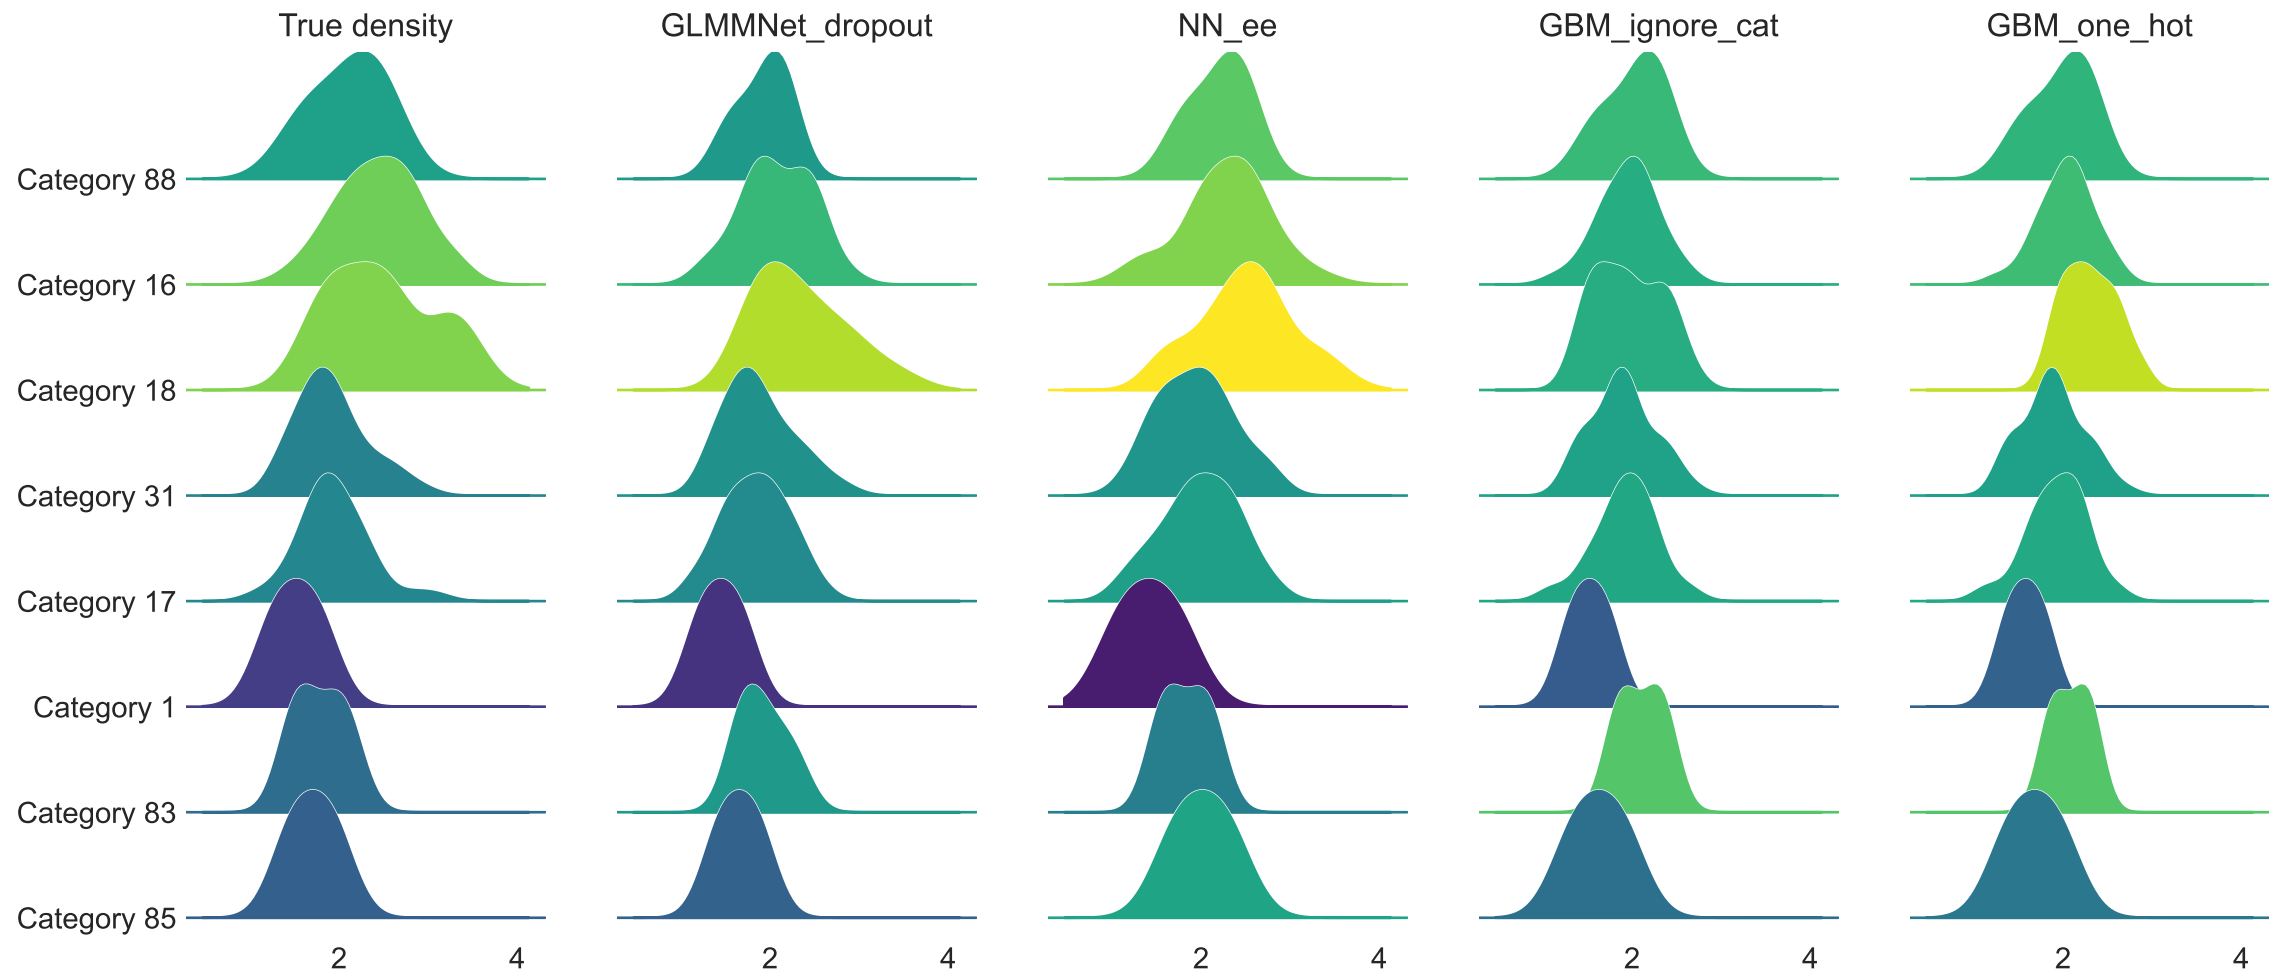 True density GLMMNet_dropout NN_ee GBM_ignore_cat GBM_one_hot
Category 88
Category 16
Category 18
Category 31
Category 17
Category 1
Category 83
Category 85
2 4 2 4 2 4 2 4 2 4